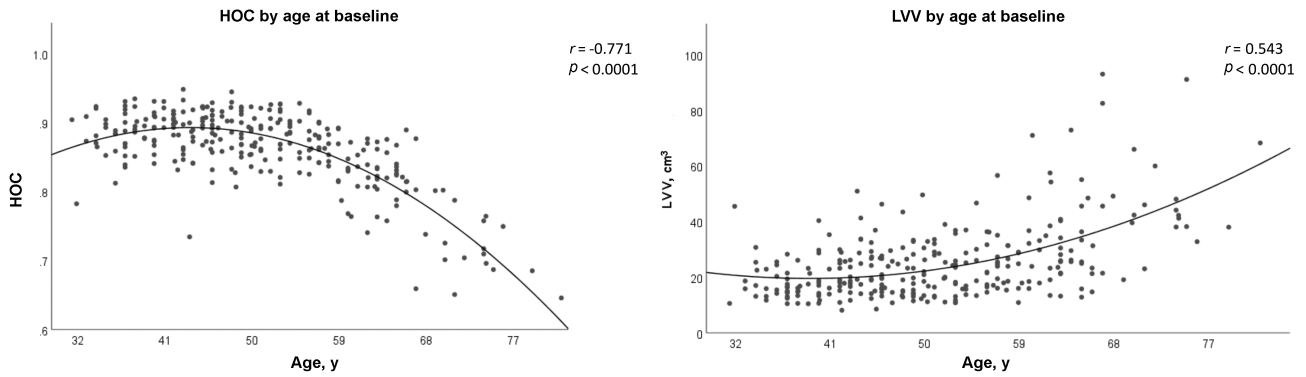 HOC by age at baseline
r = -0.771
p < 0.0001
HOC
1.0
.9
.8
.7
.6
32 41 50 59 68 77
Age, y
LVV by age at baseline
r = 0.543
p < 0.0001
LVV, cm³
100
80
60
40
20
0
32 41 50 59 68 77
Age, y